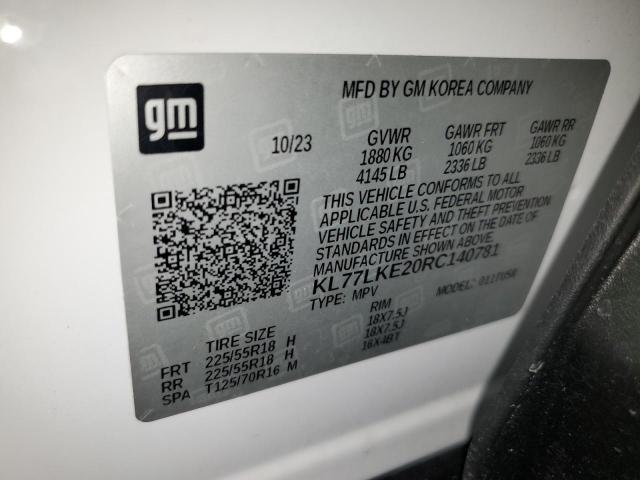 gm
MFD BY GM KOREA COMPANY
10/23
GVWR
1880 KG
4145 LB
GAWR FRT
1060 KG
2336 LB
GAWR RR
1060 KG
2336 LB
THIS VEHICLE CONFORMS TO ALL
APPLICABLE U.S. FEDERAL MOTOR
VEHICLE SAFETY AND THEFT PREVENTION
STANDARDS IN EFFECT ON THE DATE OF
MANUFACTURE SHOWN ABOVE.
KL77LKE20RC140781
TYPE: MPV
MODEL: 011TU58
TIRE SIZE
RIM
FRT 225/55R18 H 18X7.5J
RR 225/55R18 H 18X7.5J
SPA T125/70R16 M 16X4BT